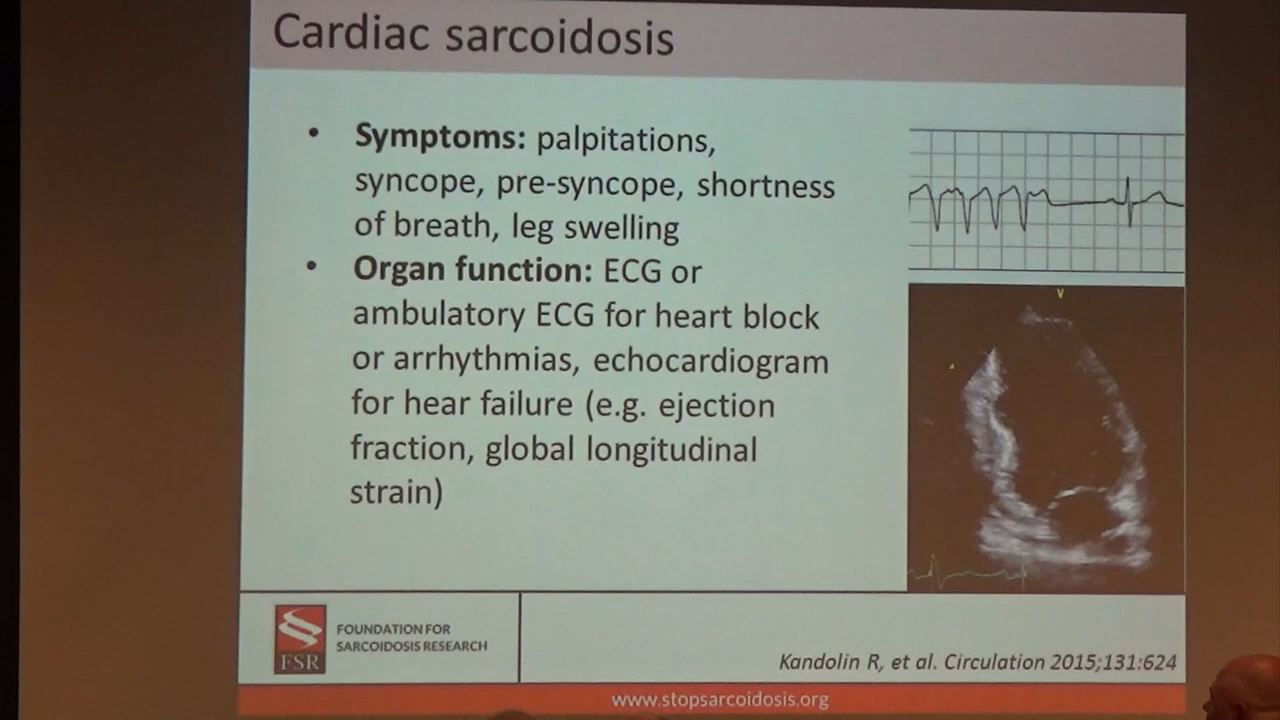 Cardiac sarcoidosis
• Symptoms: palpitations,
syncope, pre-syncope, shortness
of breath, leg swelling
• Organ function: ECG or
ambulatory ECG for heart block
or arrhythmias, echocardiogram
for hear failure (e.g. ejection
fraction, global longitudinal
strain)
V
FSR
FOUNDATION FOR
SARCOIDOSIS RESEARCH
Kandolin R, et al. Circulation 2015;131:624
www.stopsarcoidosis.org